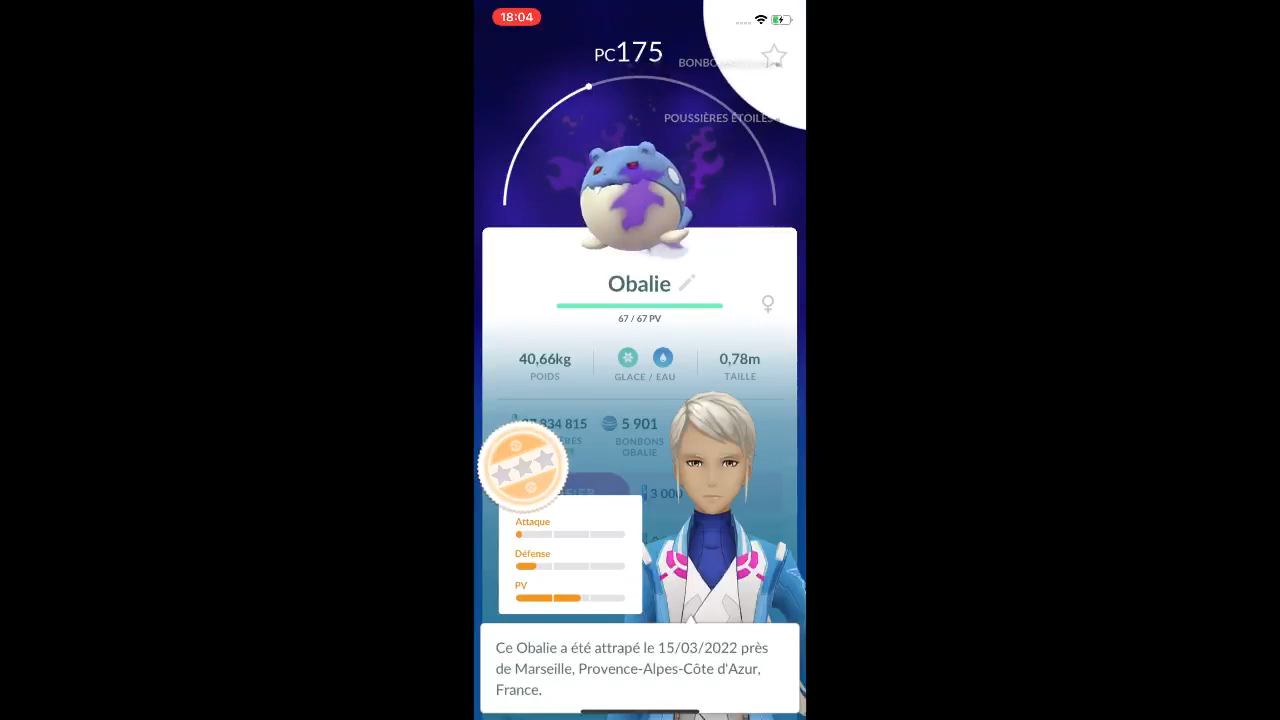 18:04
PC175
POUSSIÈRES ÉTOILES
Obalie
67 / 67 PV
40,66kg
POIDS
GLACE / EAU
0,78m
TAILLE
834 815
5 901
BONBONS
OBALIE
3 000
Attaque
Défense
PV
Ce Obalie a été attrapé le 15/03/2022 près
de Marseille, Provence-Alpes-Côte d'Azur,
France.